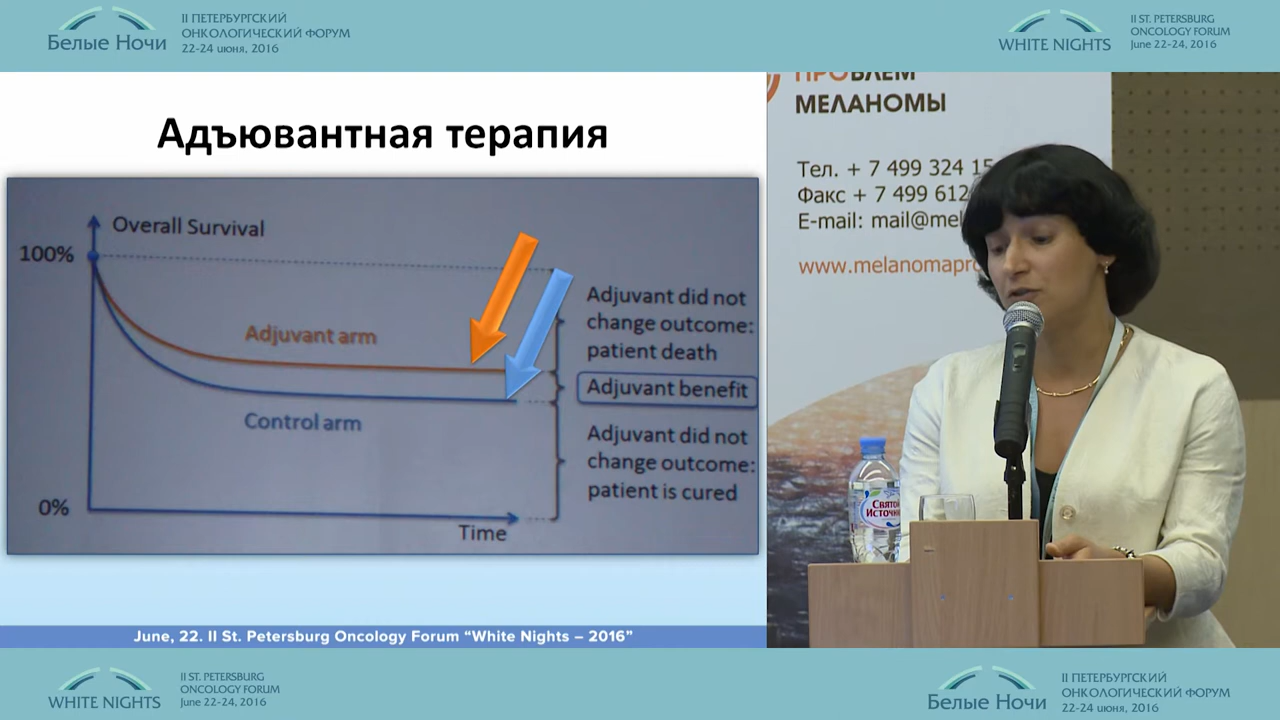 Белые Ночи
II ПЕТЕРБУРГСКИЙ
ОНКОЛОГИЧЕСКИЙ ФОРУМ
22-24 июня, 2016
WHITE NIGHTS
II ST. PETERSBURG
ONCOLOGY FORUM
June 22-24, 2016
Адъювантная терапия
Overall Survival
100%
Adjuvant arm
Control arm
0%
Time
Adjuvant did not
change outcome:
patient death
Adjuvant benefit
Adjuvant did not
change outcome:
patient is cured
June, 22. II St. Petersburg Oncology Forum “White Nights – 2016”
ПРОБЛЕМ
МЕЛАНОМЫ
Тел. + 7 499 324 15
Факс + 7 499 612
E-mail: mail@mel
www.melanomapro
Святой
Источник
WHITE NIGHTS
II ST. PETERSBURG
ONCOLOGY FORUM
June 22-24, 2016
Белые Ночи
II ПЕТЕРБУРГСКИЙ
ОНКОЛОГИЧЕСКИЙ ФОРУМ
22-24 июня, 2016